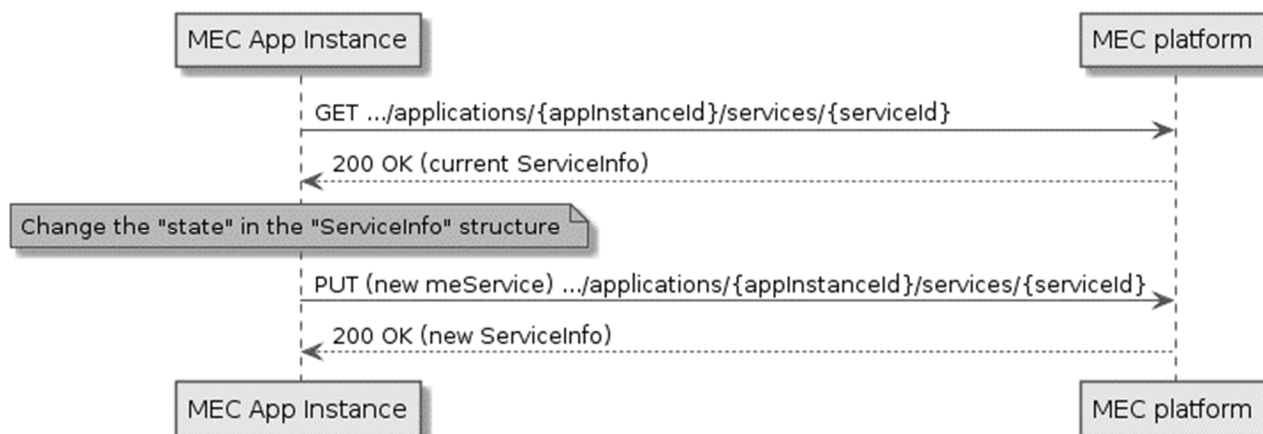 MEC App Instance
MEC platform
GET .../applications/{appInstanceId}/services/{serviceId}
200 OK (current ServiceInfo)
Change the "state" in the "ServiceInfo" structure
PUT (new meService) .../applications/{appInstanceId}/services/{serviceId}
200 OK (new ServiceInfo)
MEC App Instance
MEC platform